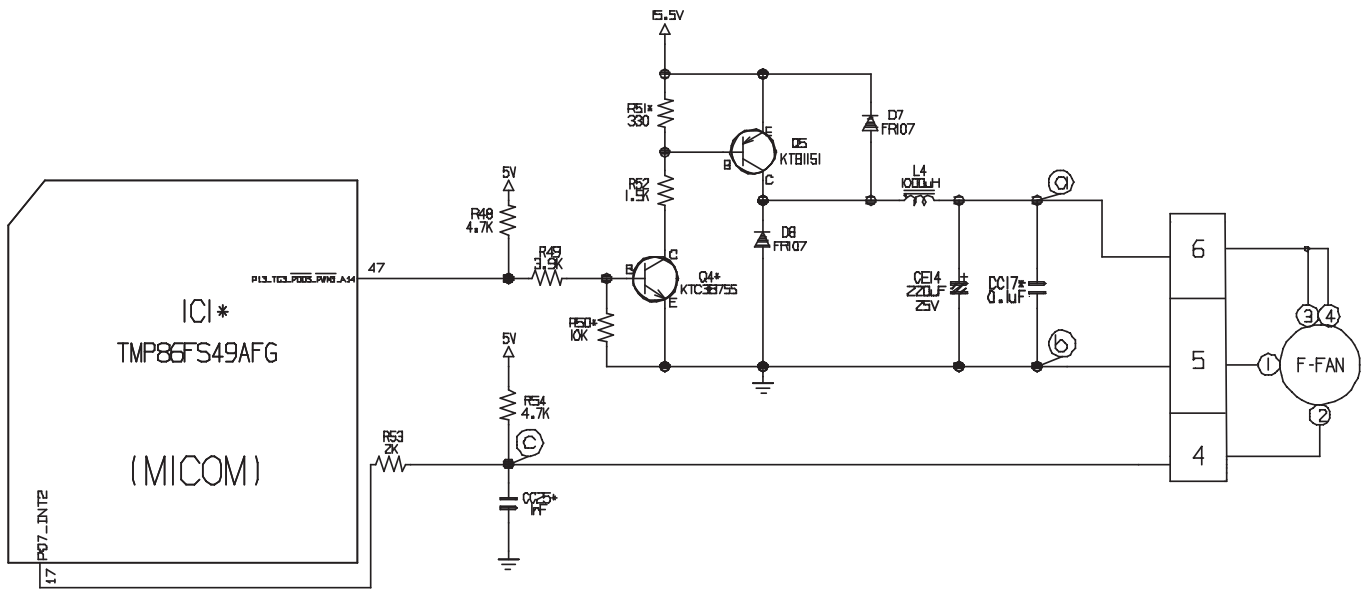 15.5V
R51*
330
D7
FR107
E
Q5
KTB1151
B
C
5V
R52
1.5K
L4
1000uH
a
R48
4.7K
D8
FR107
6
47
R49
3.9K
C
B
Q4*
KTC3875S
E
CE14
220uF
25V
+
CC17*
0.1uF
IC1*
TMP86FS49AFG
R50*
10K
3
4
5V
b
5
1
F-FAN
R54
4.7K
2
R53
2K
c
4
(MICOM)
CC25*
P07_INT2
17